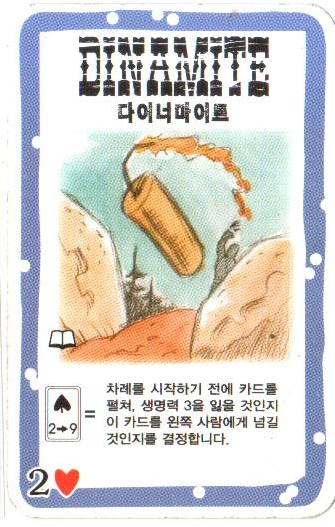 DINAMITE
다이너마이트
차례를 시작하기 전에 카드를
♠ 2→9 = 펼쳐, 생명력 3을 잃을 것인지
이 카드를 왼쪽 사람에게 넘길
것인지를 결정합니다.
2♥